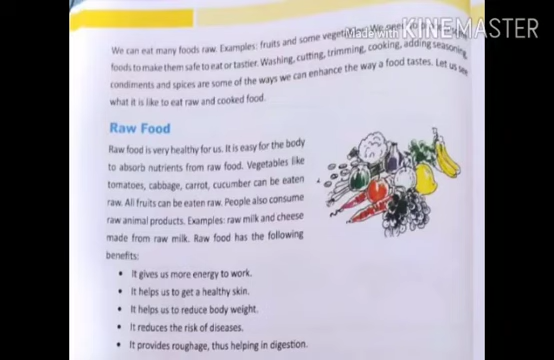 Made with KINEMASTER
We can eat many foods raw. Examples: fruits and some vegetables. We
foods to make them safe to eat or tastier. Washing, cutting, trimming, cooking, adding seasoning,
condiments and spices are some of the ways we can enhance the way a food tastes. Let us see
what it is like to eat raw and cooked food.
Raw Food
Raw food is very healthy for us. It is easy for the body
to absorb nutrients from raw food. Vegetables like
tomatoes, cabbage, carrot, cucumber can be eaten
raw. All fruits can be eaten raw. People also consume
raw animal products. Examples: raw milk and cheese
made from raw milk. Raw food has the following
benefits:
• It gives us more energy to work.
• It helps us to get a healthy skin.
• It helps us to reduce body weight.
• It reduces the risk of diseases.
• It provides roughage, thus helping in digestion.